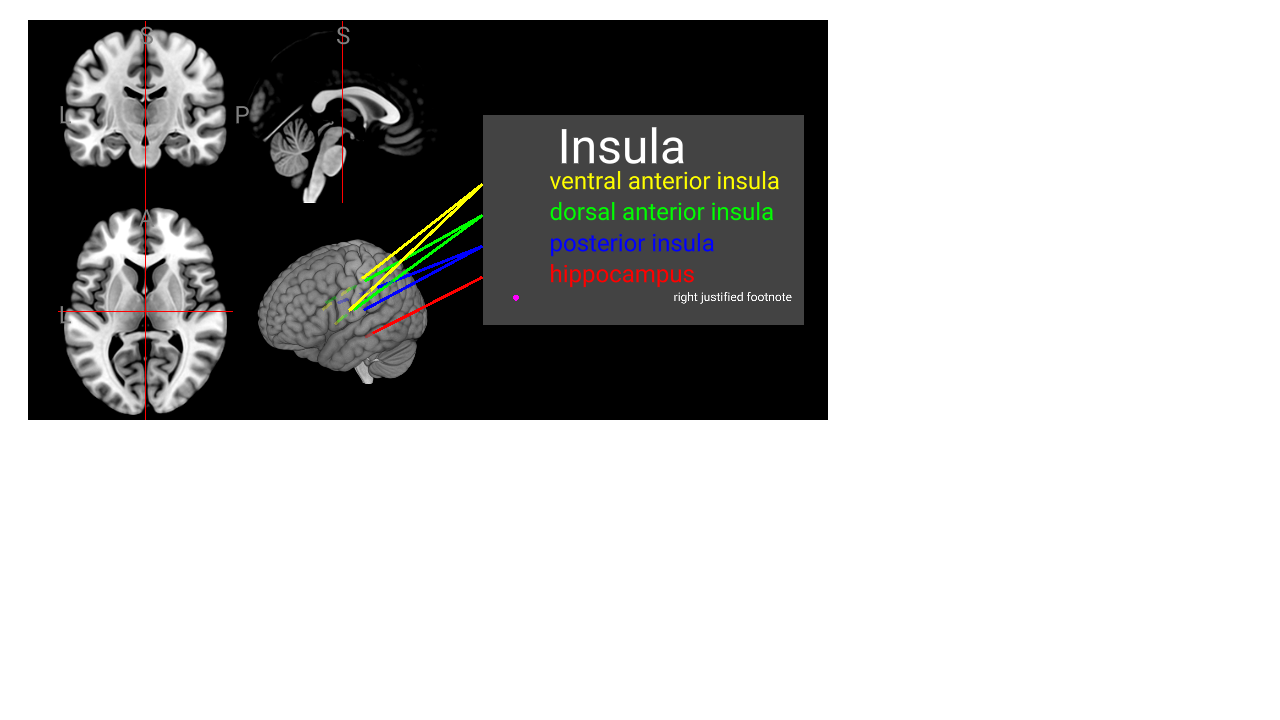 S
S
L
P
Insula
ventral anterior insula
dorsal anterior insula
posterior insula
hippocampus
right justified footnote
A
L